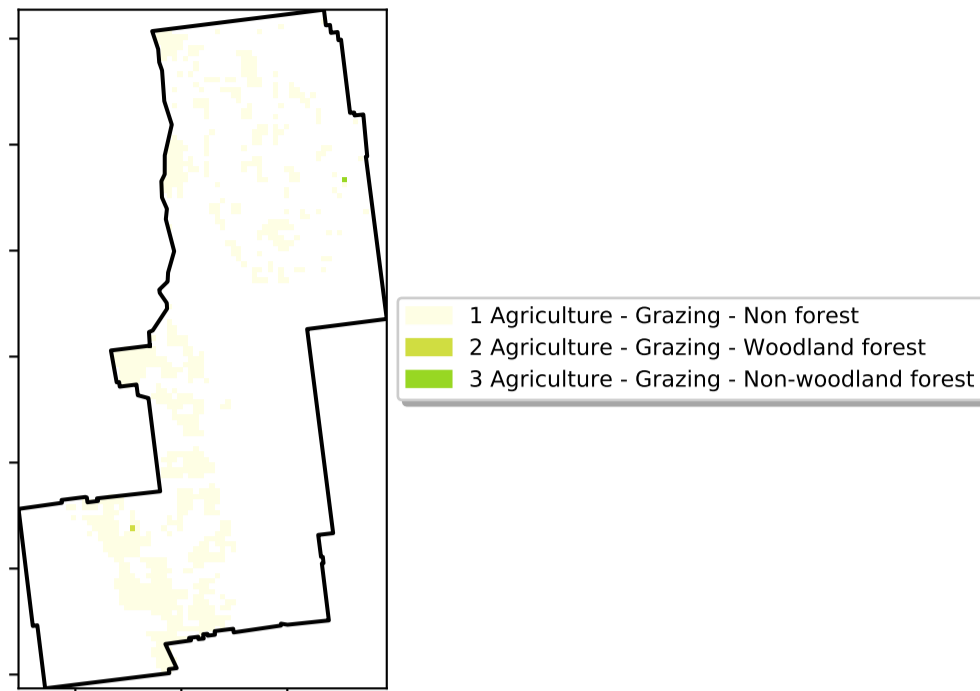 1 Agriculture - Grazing - Non forest
2 Agriculture - Grazing - Woodland forest
3 Agriculture - Grazing - Non-woodland forest